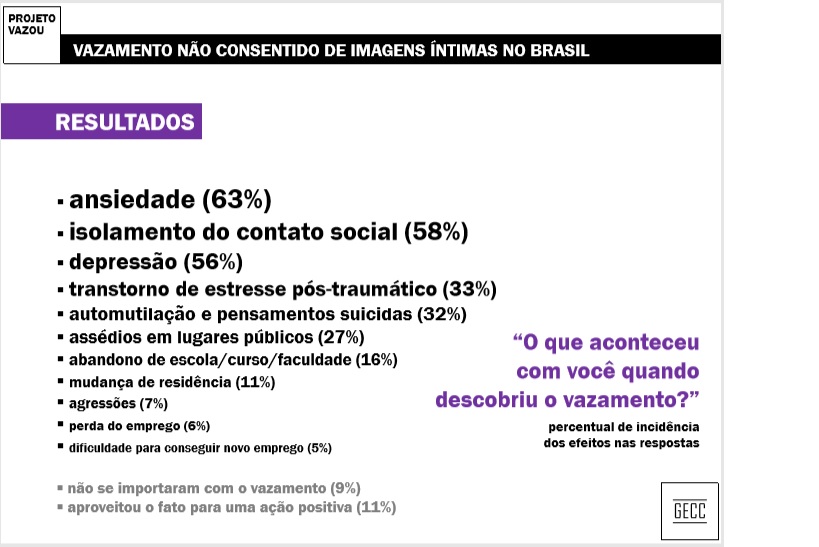 PROJETO
VAZOU
VAZAMENTO NÃO CONSENTIDO DE IMAGENS ÍNTIMAS NO BRASIL
RESULTADOS
▪ ansiedade (63%)
▪ isolamento do contato social (58%)
▪ depressão (56%)
▪ transtorno de estresse pós-traumático (33%)
▪ automutilação e pensamentos suicidas (32%)
▪ assédios em lugares públicos (27%)
▪ abandono de escola/curso/faculdade (16%)
▪ mudança de residência (11%)
▪ agressões (7%)
▪ perda do emprego (6%)
▪ dificuldade para conseguir novo emprego (5%)
▪ não se importaram com o vazamento (9%)
▪ aproveitou o fato para uma ação positiva (11%)
“O que aconteceu
com você quando
descobriu o vazamento?”
percentual de incidência
dos efeitos nas respostas
GECC